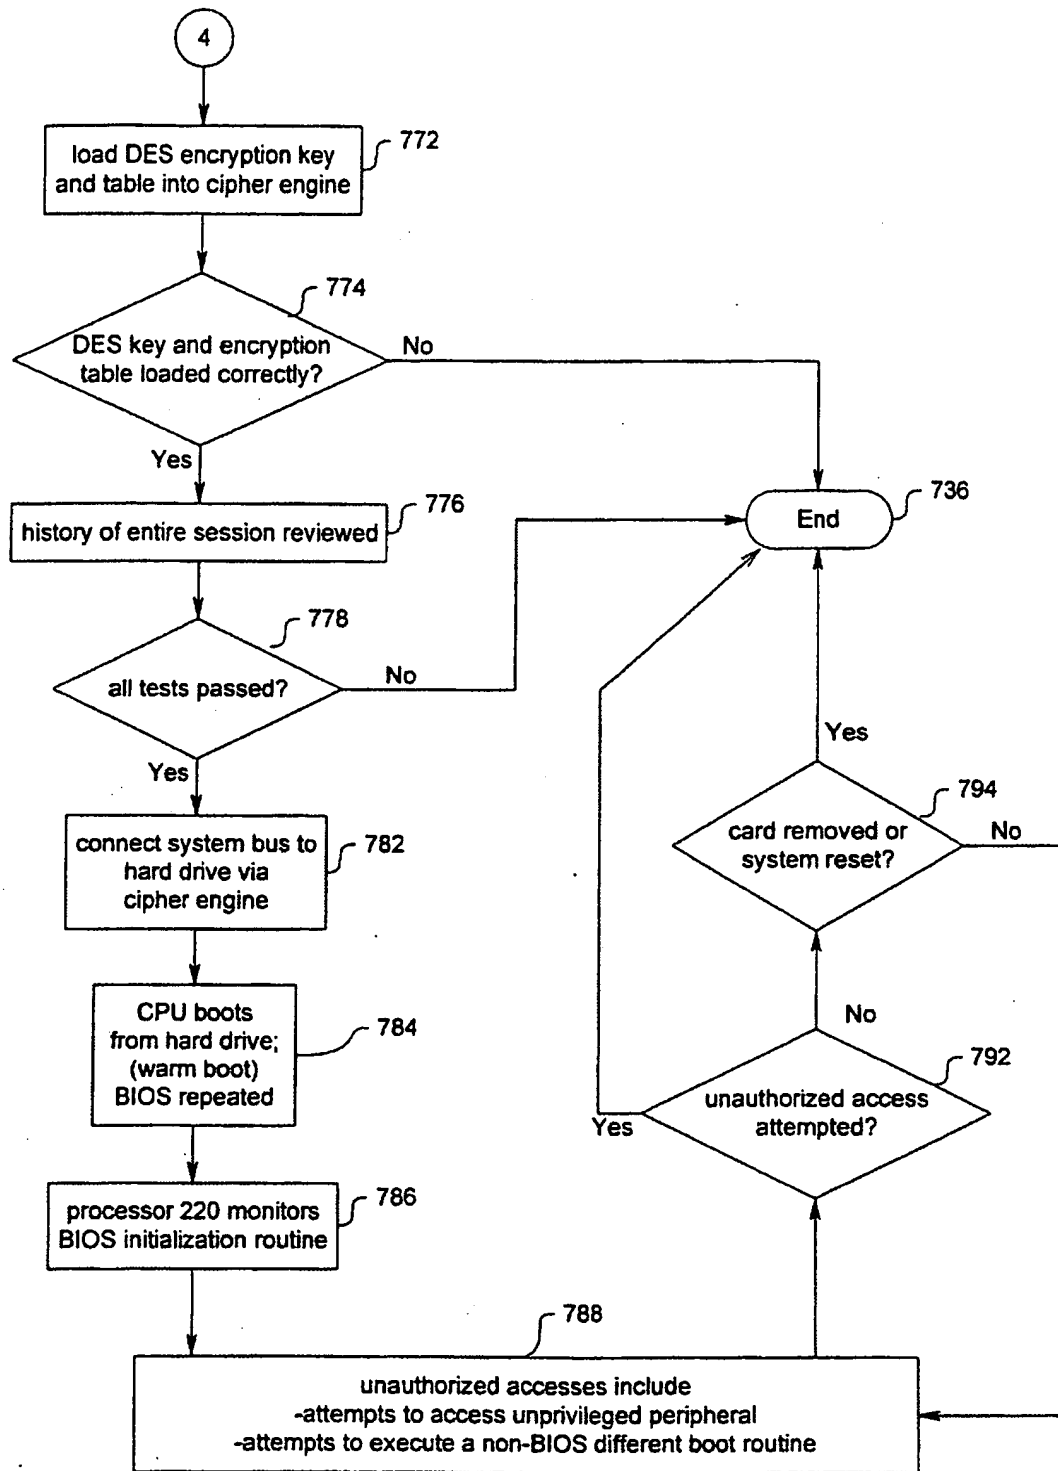 4
load DES encryption key
and table into cipher engine
772
774
DES key and encryption
table loaded correctly?
No
Yes
history of entire session reviewed
776
End
736
778
all tests passed?
No
Yes
connect system bus to
hard drive via
cipher engine
782
Yes
794
card removed or
system reset?
No
CPU boots
from hard drive;
(warm boot)
BIOS repeated
784
No
792
unauthorized access
attempted?
Yes
processor 220 monitors
BIOS initialization routine
786
788
unauthorized accesses include
-attempts to access unprivileged peripheral
-attempts to execute a non-BIOS different boot routine